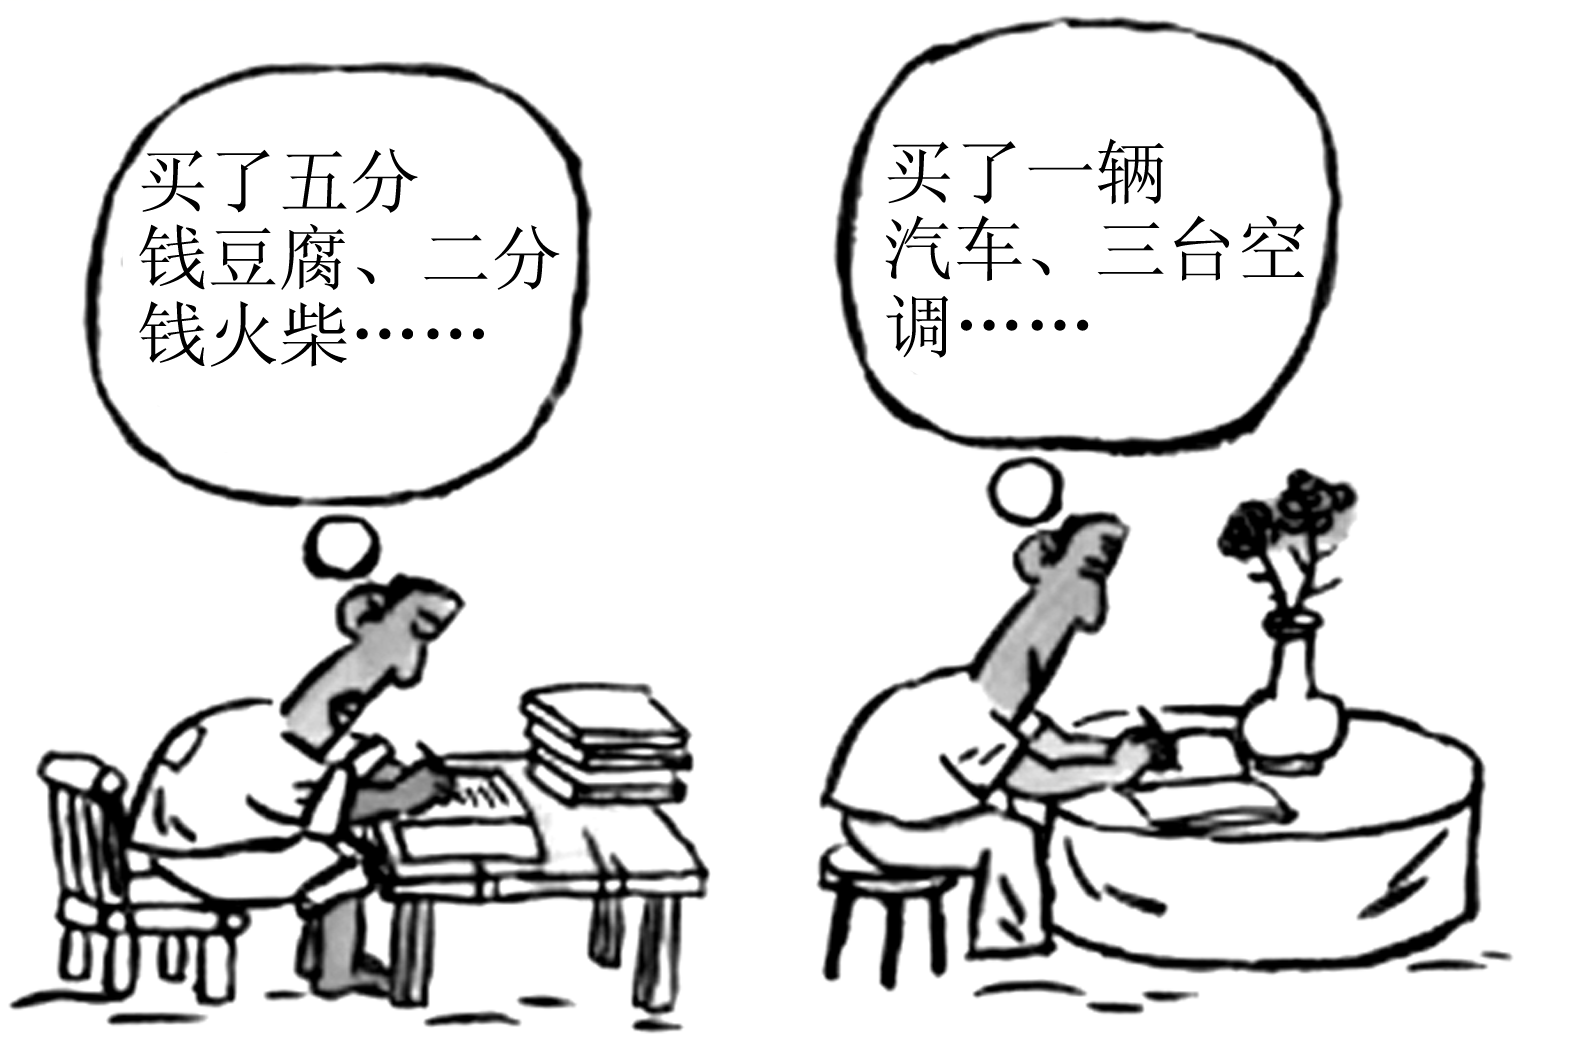 买了五分
钱豆腐、二分
钱火柴……
买了一辆
汽车、三台空
调……